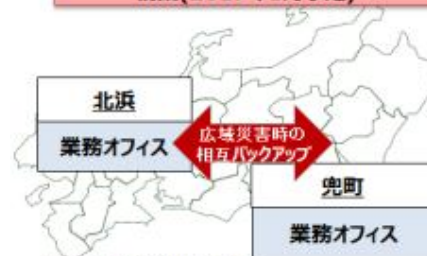 北浜
業務オフィス
広域災害時の
相互バックアップ
兜町
業務オフィス